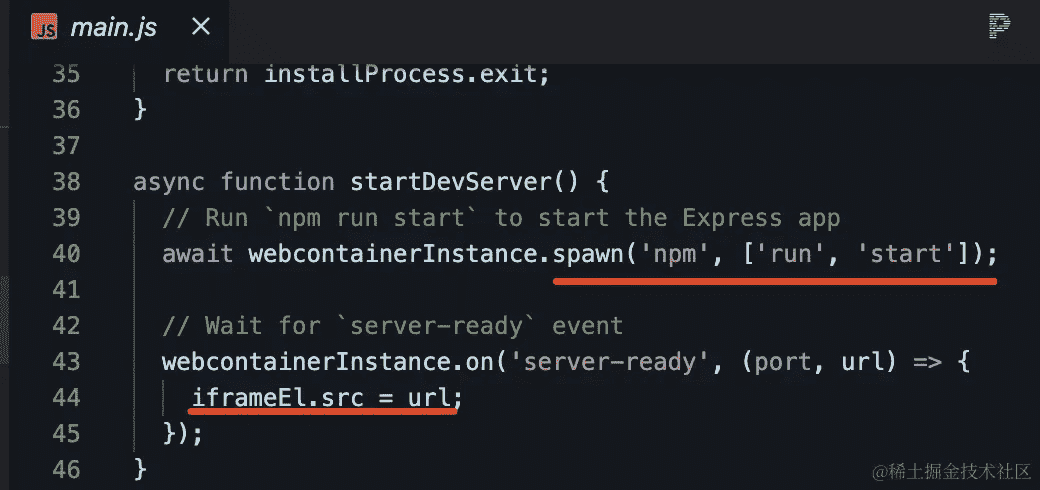 JS main.js ×
35 return installProcess.exit;
36 }
37
38 async function startDevServer() {
39 // Run `npm run start` to start the Express app
40 await webcontainerInstance.spawn('npm', ['run', 'start']);
41
42 // Wait for `server-ready` event
43 webcontainerInstance.on('server-ready', (port, url) => {
44 iframeEl.src = url;
45 });
46 }
@稀土掘金技术社区